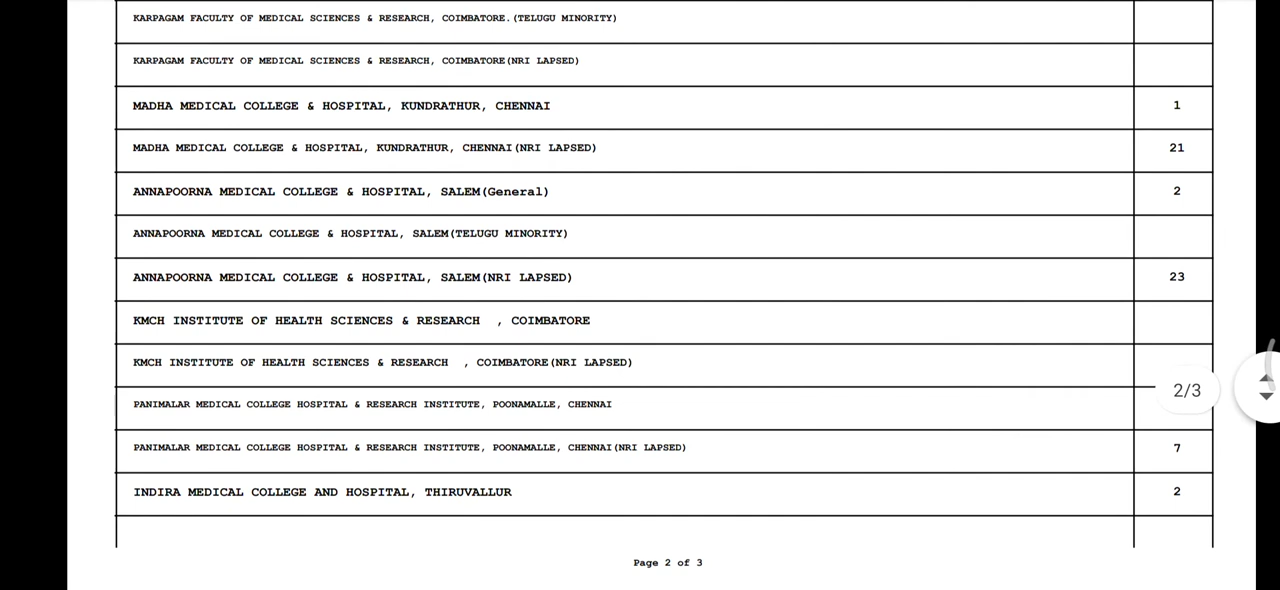 KARPAGAM FACULTY OF MEDICAL SCIENCES & RESEARCH, COIMBATORE.(TELUGU MINORITY)
KARPAGAM FACULTY OF MEDICAL SCIENCES & RESEARCH, COIMBATORE(NRI LAPSED)
MADHA MEDICAL COLLEGE & HOSPITAL, KUNDRATHUR, CHENNAI 1
MADHA MEDICAL COLLEGE & HOSPITAL, KUNDRATHUR, CHENNAI(NRI LAPSED) 21
ANNAPOORNA MEDICAL COLLEGE & HOSPITAL, SALEM(General) 2
ANNAPOORNA MEDICAL COLLEGE & HOSPITAL, SALEM(TELUGU MINORITY)
ANNAPOORNA MEDICAL COLLEGE & HOSPITAL, SALEM(NRI LAPSED) 23
KMCH INSTITUTE OF HEALTH SCIENCES & RESEARCH , COIMBATORE
KMCH INSTITUTE OF HEALTH SCIENCES & RESEARCH , COIMBATORE(NRI LAPSED)
2/3
PANIMALAR MEDICAL COLLEGE HOSPITAL & RESEARCH INSTITUTE, POONAMALLE, CHENNAI
PANIMALAR MEDICAL COLLEGE HOSPITAL & RESEARCH INSTITUTE, POONAMALLE, CHENNAI(NRI LAPSED) 7
INDIRA MEDICAL COLLEGE AND HOSPITAL, THIRUVALLUR 2
Page 2 of 3